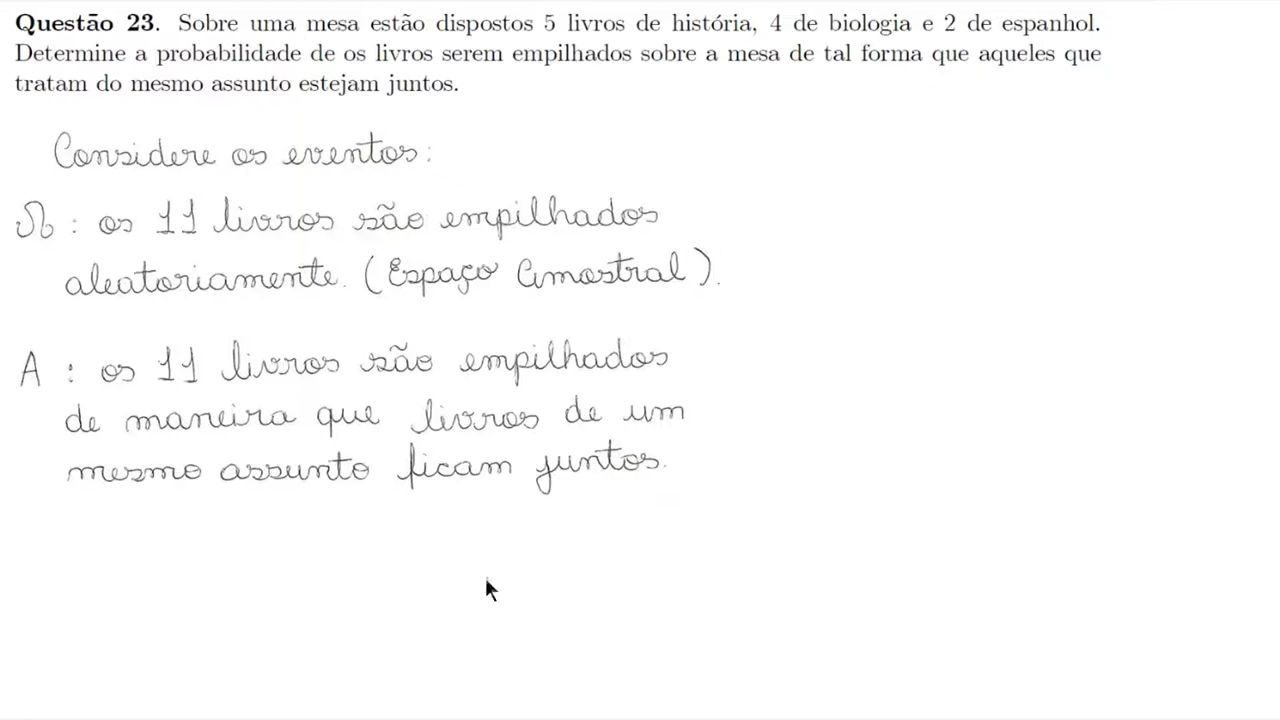 Questão 23. Sobre uma mesa estão dispostos 5 livros de história, 4 de biologia e 2 de espanhol.
Determine a probabilidade de os livros serem empilhados sobre a mesa de tal forma que aqueles que
tratam do mesmo assunto estejam juntos.
Considere os eventos:
Ω : os 11 livros são empilhados
aleatoriamente. (Espaço Amostral).
A : os 11 livros são empilhados
de maneira que livros de um
mesmo assunto ficam juntos.